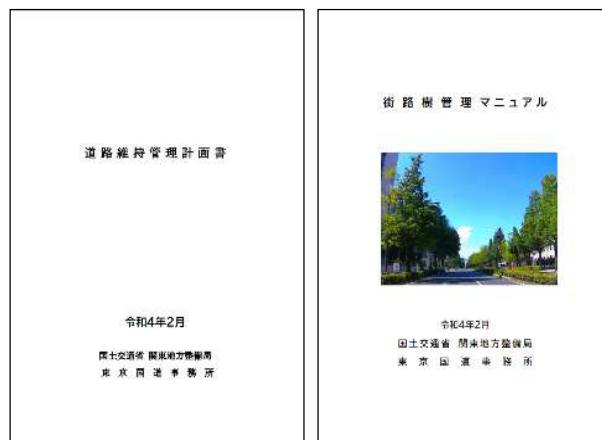 道路維持管理計画書
令和4年2月
国土交通省 関東地方整備局
東京国道事務所
街路樹管理マニュアル
令和4年2月
国土交通省 関東地方整備局
東京国道事務所